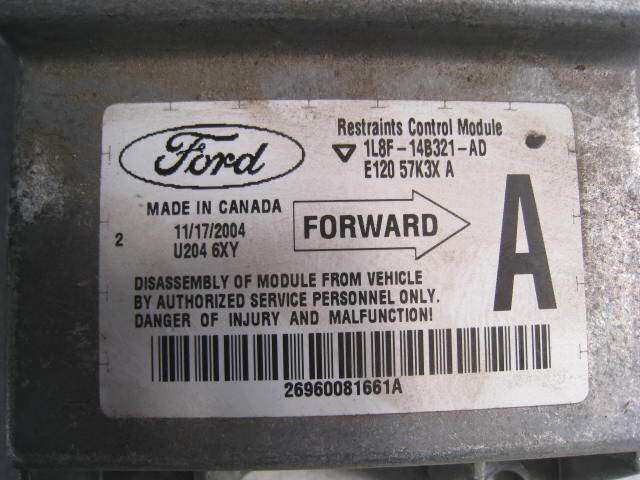 Ford
Restraints Control Module
1L8F-14B321-AD
E120 57K3X A
MADE IN CANADA
11/17/2004
U204 6XY
2
FORWARD
A
DISASSEMBLY OF MODULE FROM VEHICLE
BY AUTHORIZED SERVICE PERSONNEL ONLY.
DANGER OF INJURY AND MALFUNCTION!
26960081661A